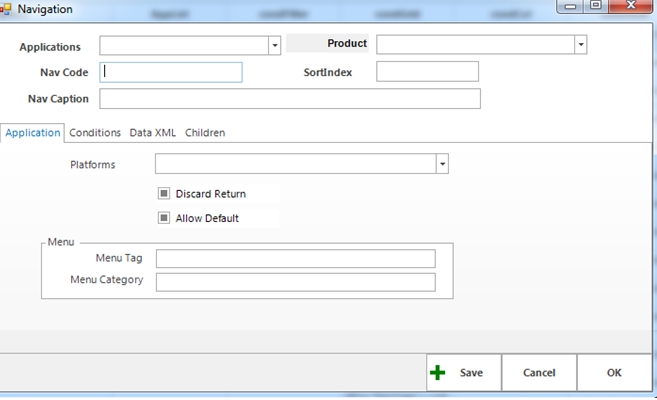 Navigation
Applications
Product
Nav Code
SortIndex
Nav Caption
Application Conditions Data XML Children
Platforms
Discard Return
Allow Default
Menu
Menu Tag
Menu Category
Save Cancel OK